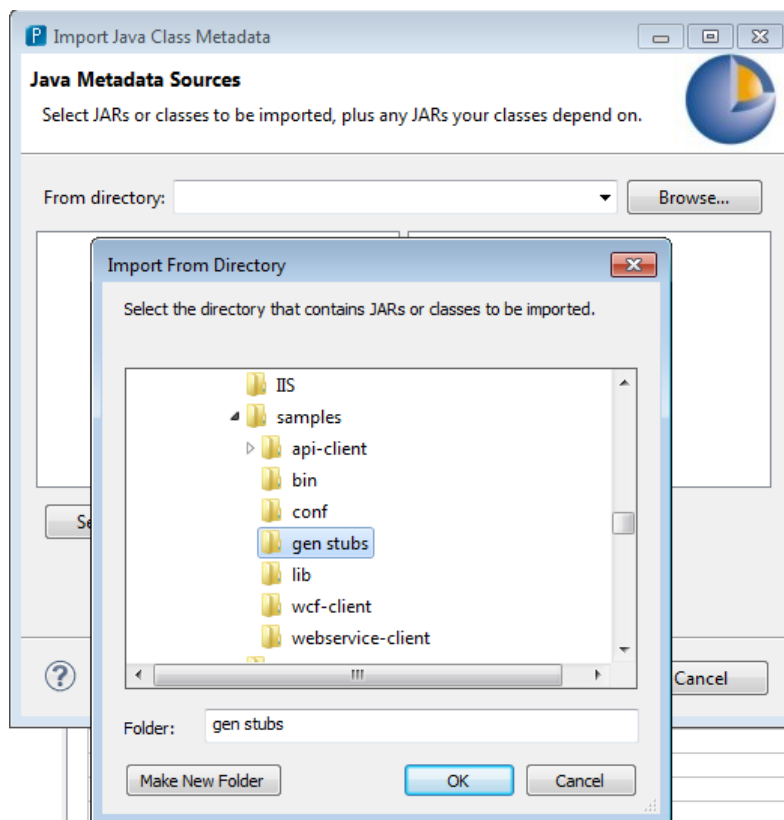 Import Java Class Metadata
Java Metadata Sources
Select JARs or classes to be imported, plus any JARs your classes depend on.
From directory:
Browse...
Import From Directory
Select the directory that contains JARs or classes to be imported.
IIS
samples
api-client
bin
conf
gen stubs
lib
wcf-client
webservice-client
Cancel
Folder: gen stubs
Make New Folder
OK
Cancel